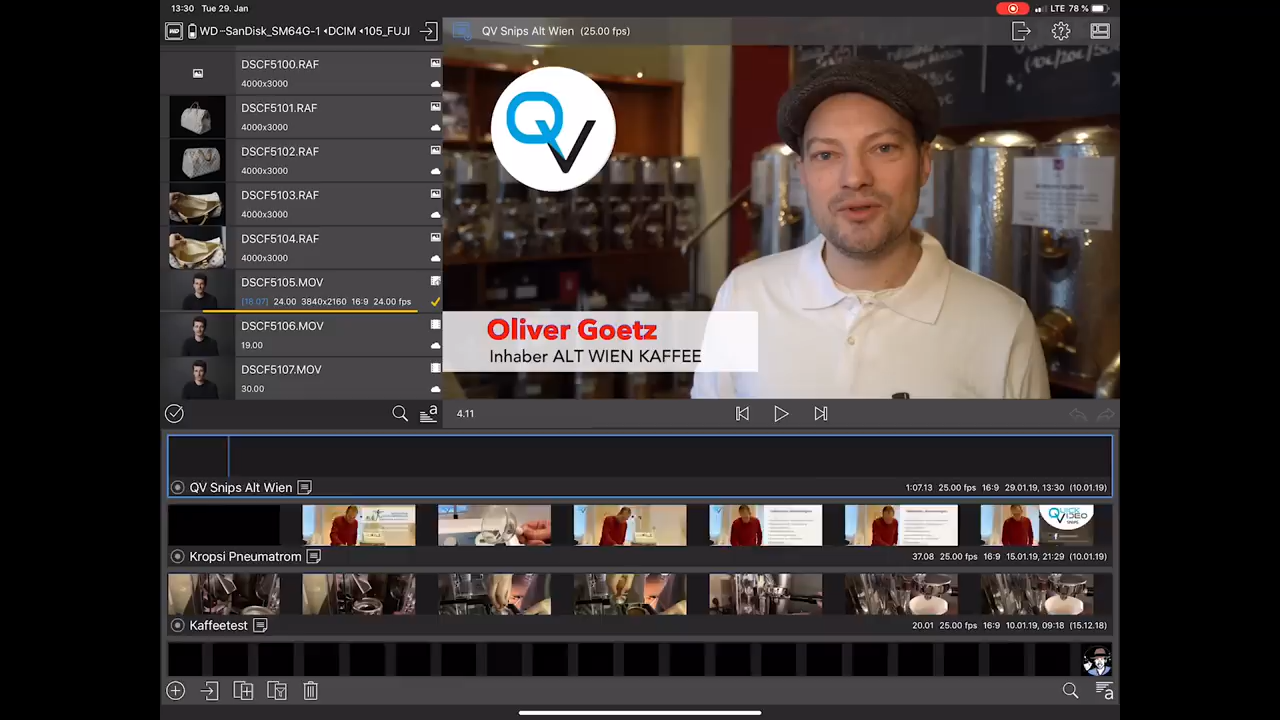 13:30 Tue 29. Jan
LTE 78 %
WD--SanDisk_SM64G-1 ◂DCIM ◂105_FUJI
QV Snips Alt Wien (25.00 fps)
DSCF5100.RAF
4000x3000
DSCF5101.RAF
4000x3000
DSCF5102.RAF
4000x3000
DSCF5103.RAF
4000x3000
DSCF5104.RAF
4000x3000
DSCF5105.MOV
[18.07] 24.00 3840x2160 16:9 24.00 fps
DSCF5106.MOV
19.00
DSCF5107.MOV
30.00
QV
Oliver Goetz
Inhaber ALT WIEN KAFFEE
4.11
QV Snips Alt Wien
1:07.13 25.00 fps 16:9 29.01.19, 13:30 (10.01.19)
QUICK
VIDEO
Kropsi Pneumatrom
37.08 25.00 fps 16:9 15.01.19, 21:29 (10.01.19)
Kaffeetest
20.01 25.00 fps 16:9 10.01.19, 09:18 (15.12.18)